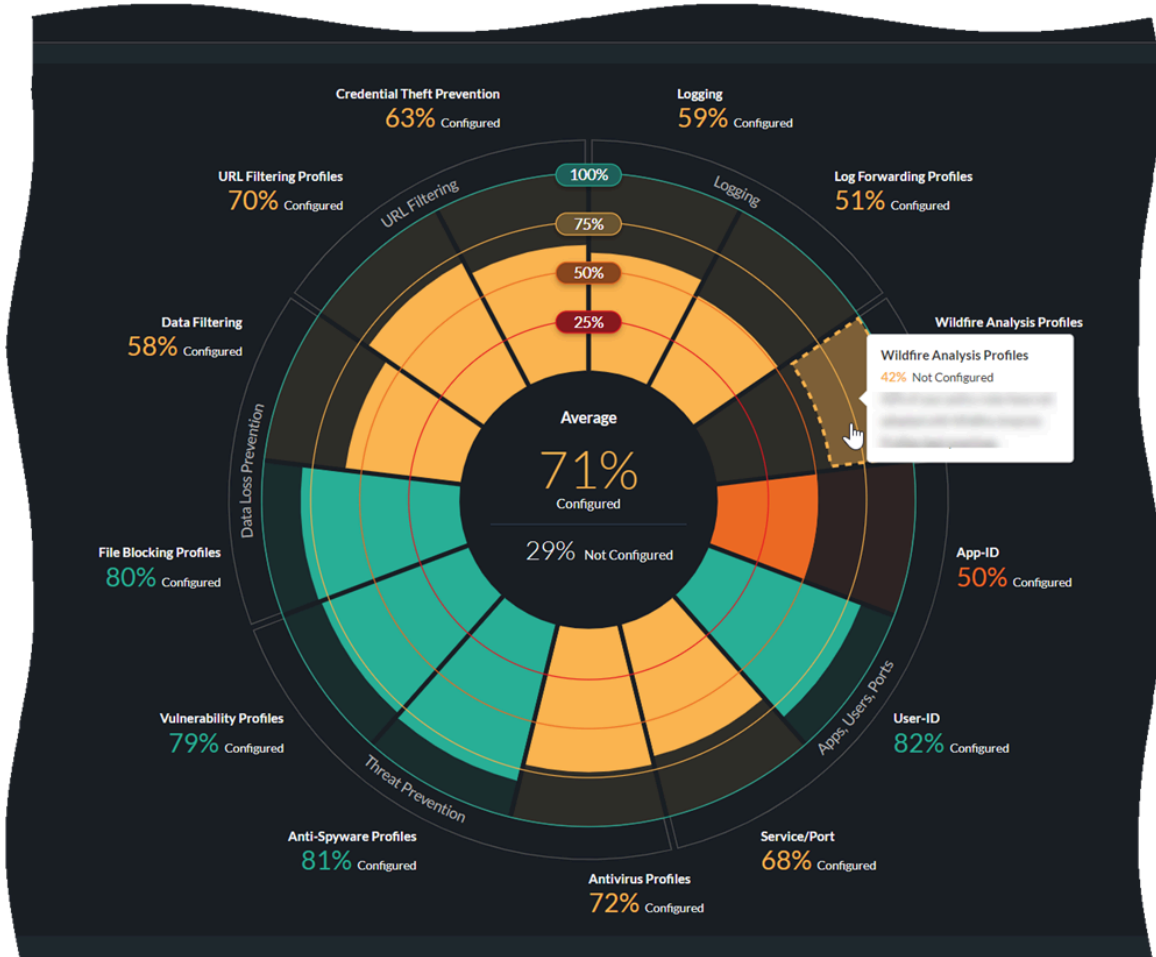 Credential Theft Prevention
63% Configured
Logging
59% Configured
URL Filtering Profiles
70% Configured
Log Forwarding Profiles
51% Configured
URL Filtering
Logging
100%
75%
50%
25%
Data Filtering
58% Configured
Wildfire Analysis Profiles
Wildfire Analysis Profiles
42% Not Configured
Average
71%
Configured
29% Not Configured
Data Loss Prevention
File Blocking Profiles
80% Configured
App-ID
50% Configured
Vulnerability Profiles
79% Configured
User-ID
82% Configured
Apps, Users, Ports
Threat Prevention
Anti-Spyware Profiles
81% Configured
Service/Port
68% Configured
Antivirus Profiles
72% Configured